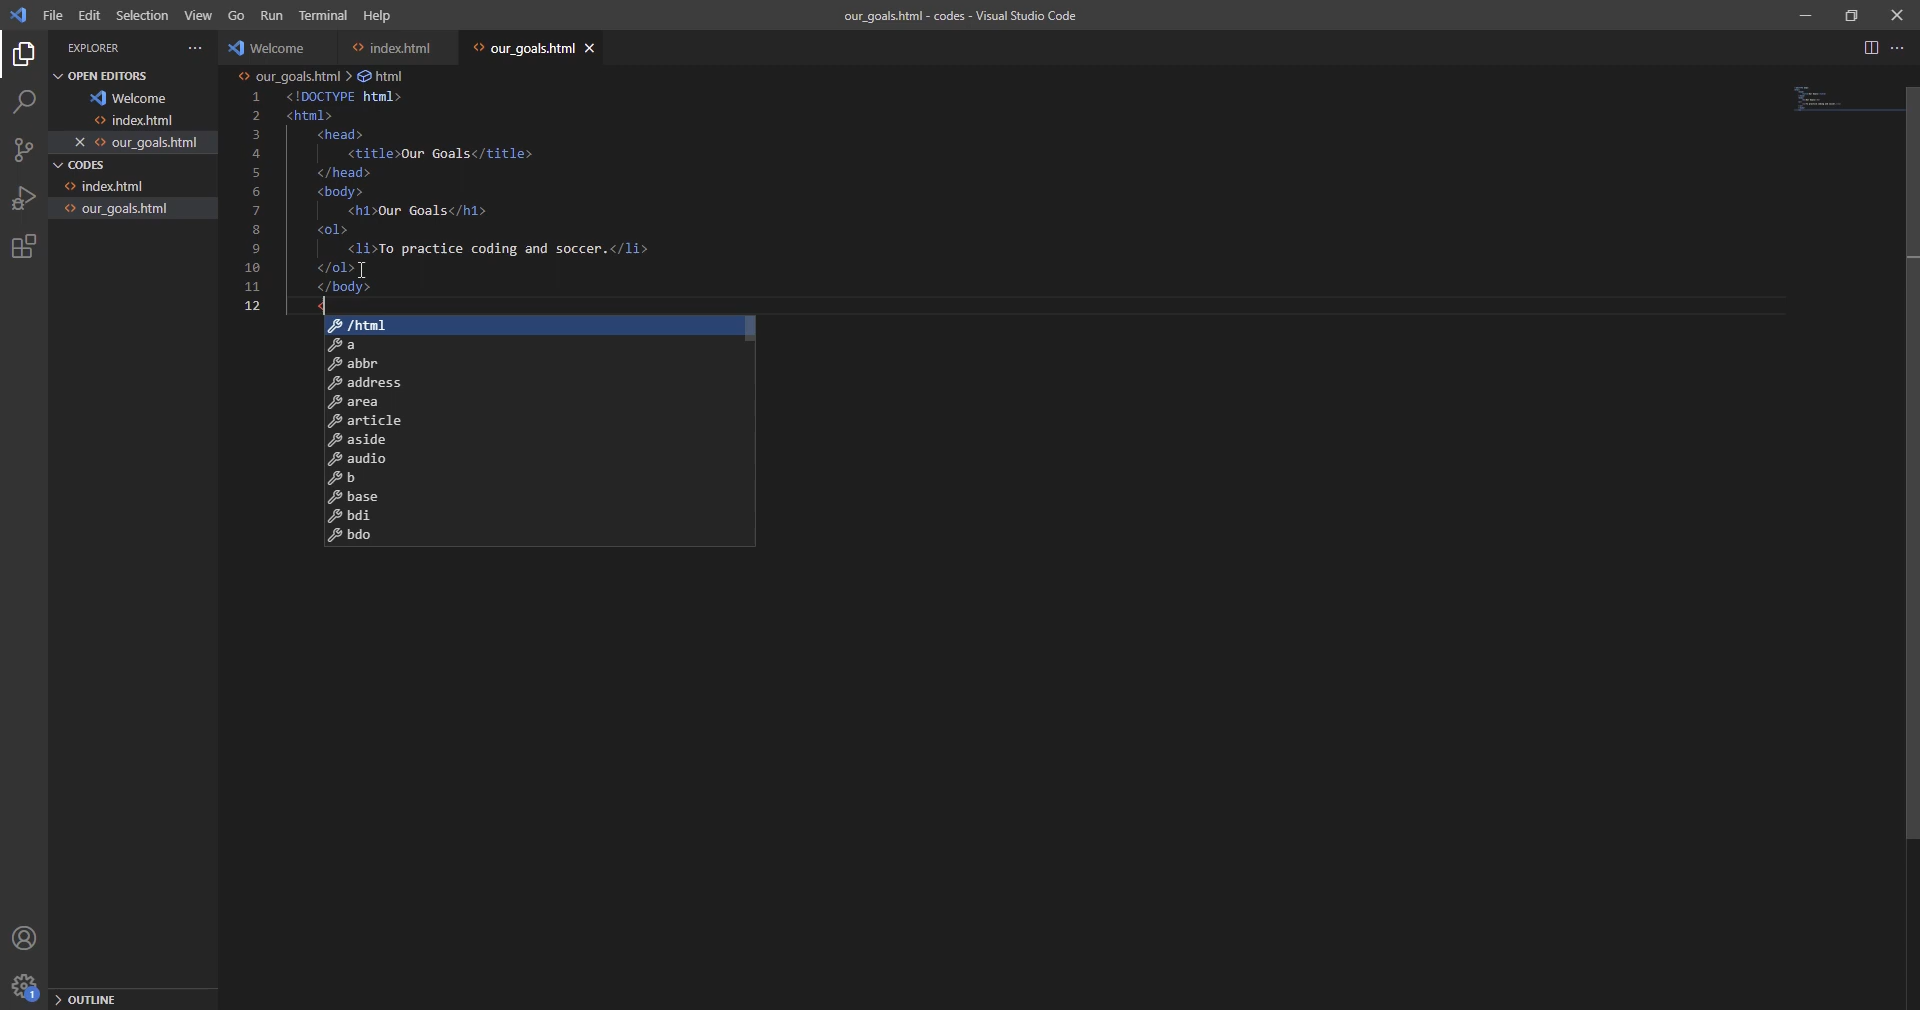 File Edit Selection View Go Run Terminal Help our_goals.html - codes - Visual Studio Code
EXPLORER Welcome index.html our_goals.html
OPEN EDITORS
Welcome
index.html
our_goals.html
CODES
index.html
our_goals.html
OUTLINE
1
our_goals.html > html
1 <!DOCTYPE html>
2 <html>
3 <head>
4 <title>Our Goals</title>
5 </head>
6 <body>
7 <h1>Our Goals</h1>
8 <ol>
9 <li>To practice coding and soccer.</li>
10 </ol>
11 </body>
12 <
/html
a
abbr
address
area
article
aside
audio
b
base
bdi
bdo